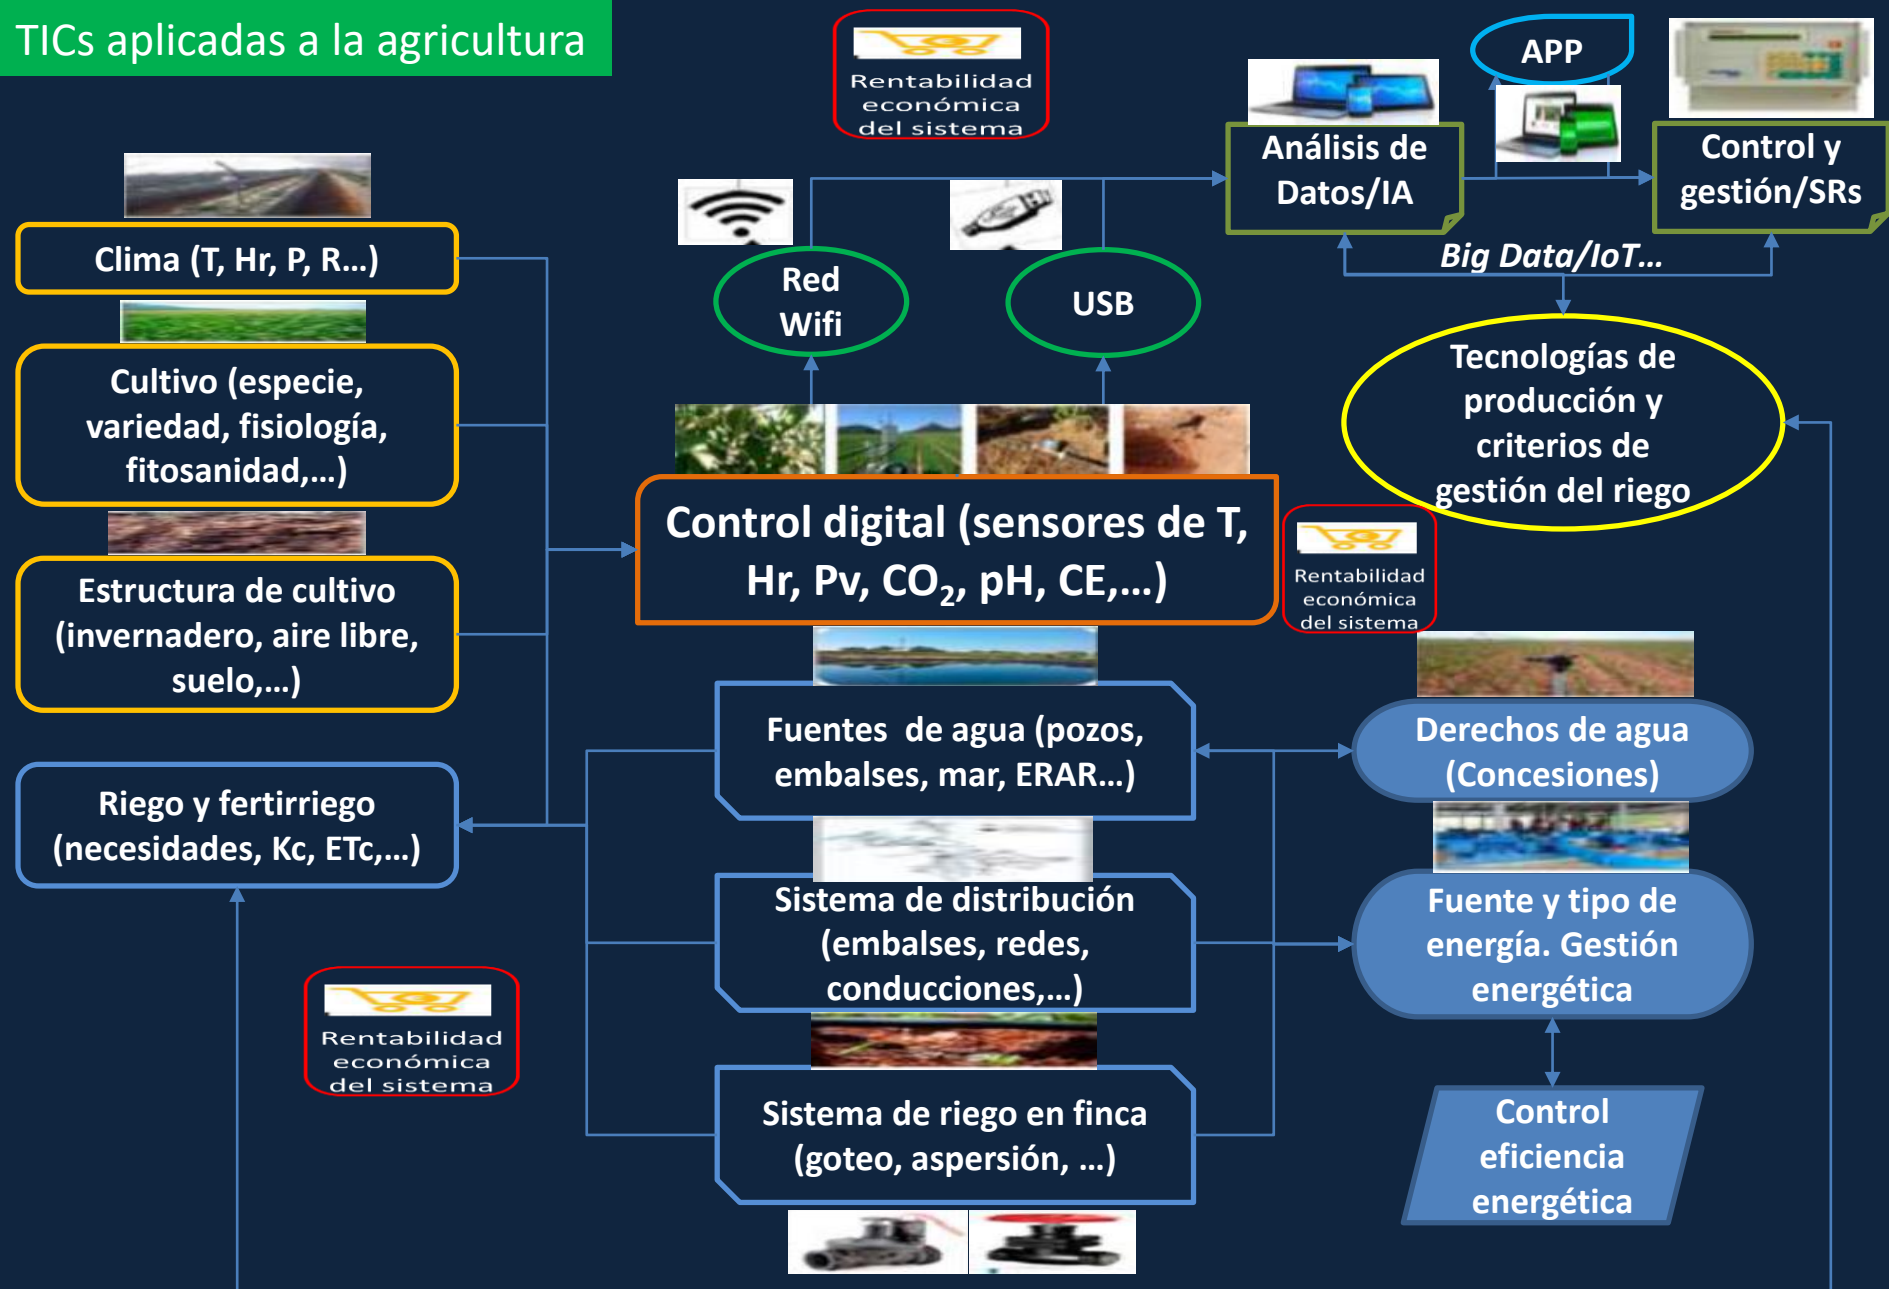 TICs aplicadas a la agricultura
Rentabilidad
económica
del sistema
APP
Análisis de
Datos/IA
Control y
gestión/SRs
Clima (T, Hr, P, R…)
Red
Wifi
USB
Big Data/IoT…
Cultivo (especie,
variedad, fisiología,
fitosanidad,…)
Tecnologías de
producción y
criterios de
gestión del riego
Control digital (sensores de T,
Hr, Pv, CO₂, pH, CE,…)
Rentabilidad
económica
del sistema
Estructura de cultivo
(invernadero, aire libre,
suelo,…)
Fuentes de agua (pozos,
embalses, mar, ERAR…)
Derechos de agua
(Concesiones)
Riego y fertirriego
(necesidades, Kc, ETc,…)
Sistema de distribución
(embalses, redes,
conducciones,…)
Fuente y tipo de
energía. Gestión
energética
Rentabilidad
económica
del sistema
Sistema de riego en finca
(goteo, aspersión, …)
Control
eficiencia
energética